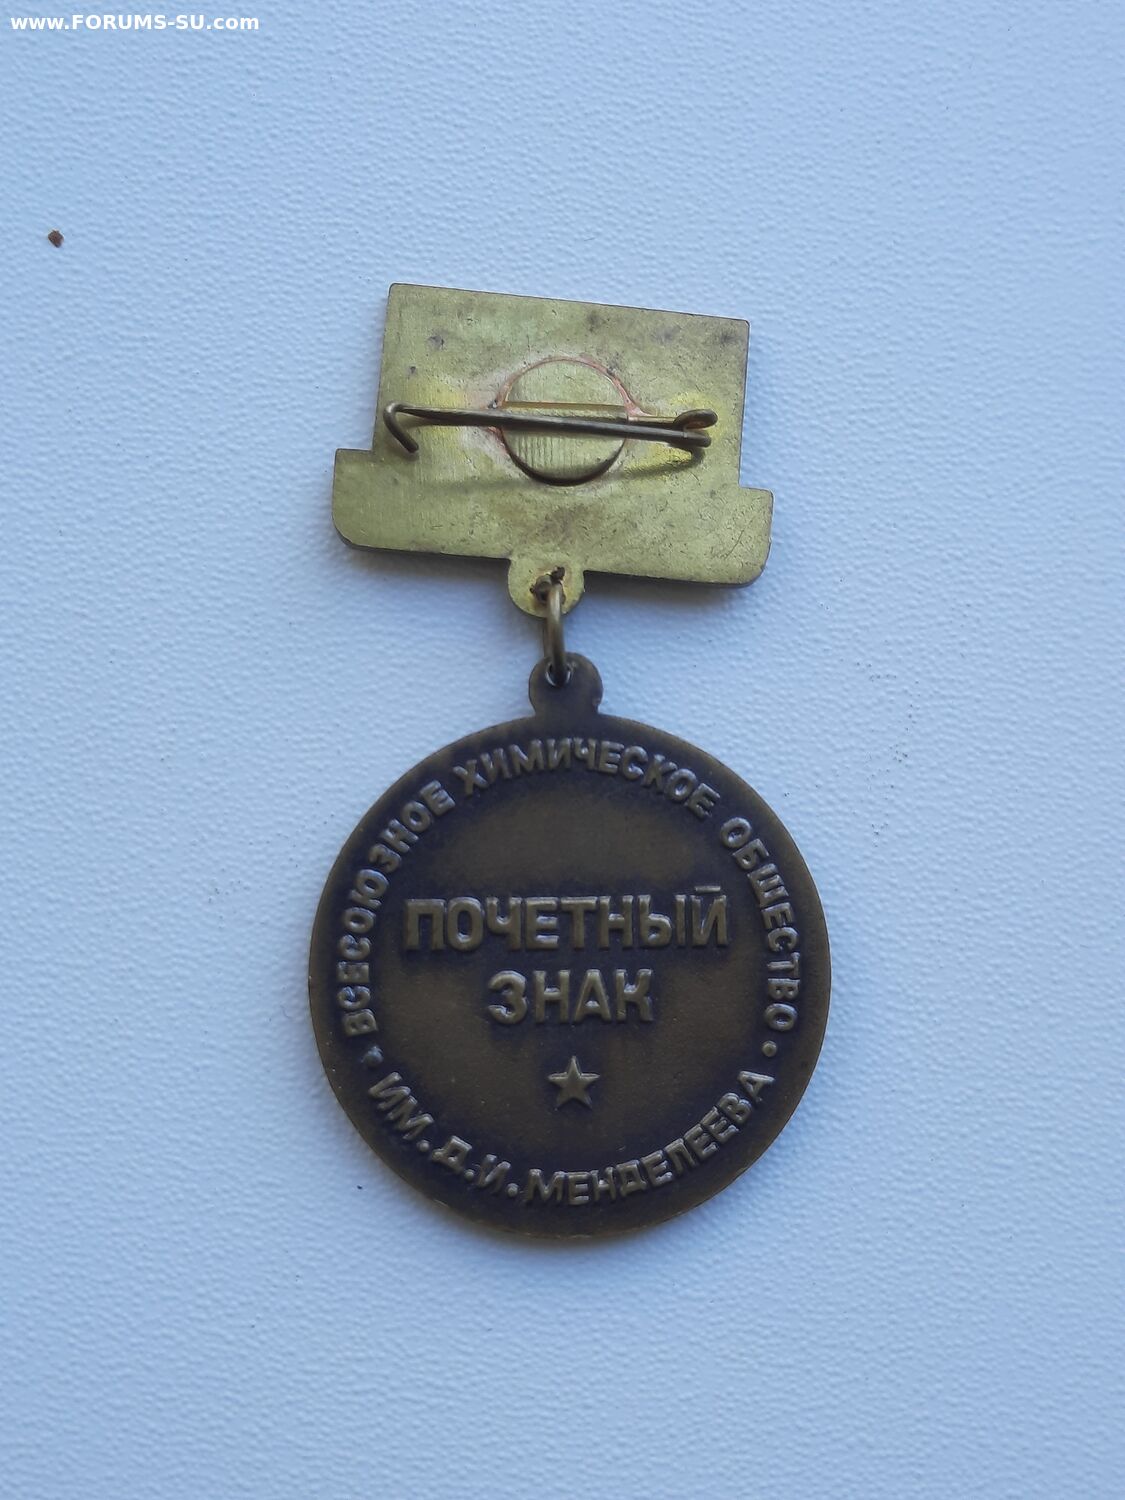 www.FORUMS-SU.com
ВСЕСОЮЗНОЕ ХИМИЧЕСКОЕ ОБЩЕСТВО
ПОЧЕТНЫЙ
ЗНАК
ИМ. Д.И. МЕНДЕЛЕЕВА